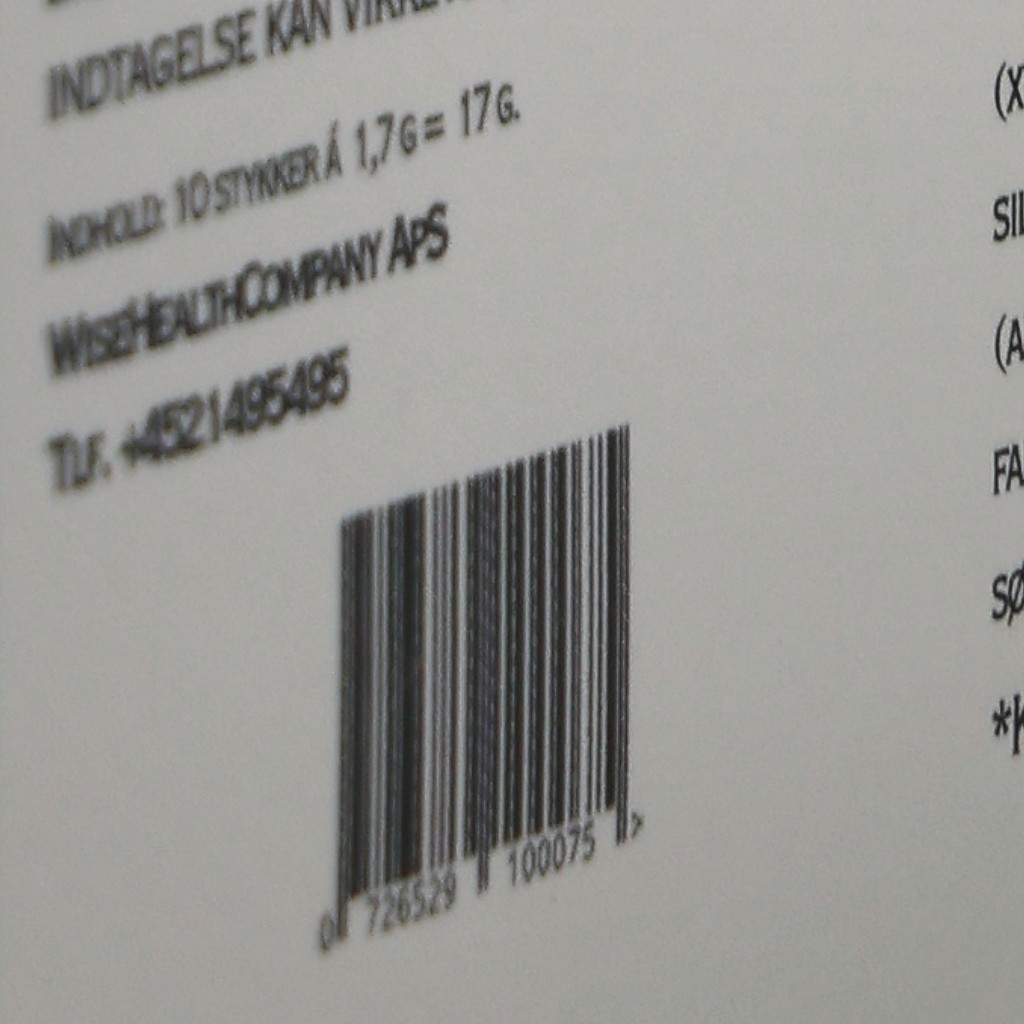 INDTAGELSE KAN
INDHOLD: 10 STYKKER Á 1,7 G = 17 G.
WISEHEALTHCOMPANY APS
TLF. +4521495495
0 726529 100075 >
(X
SI
(A
FA
SØ
*K